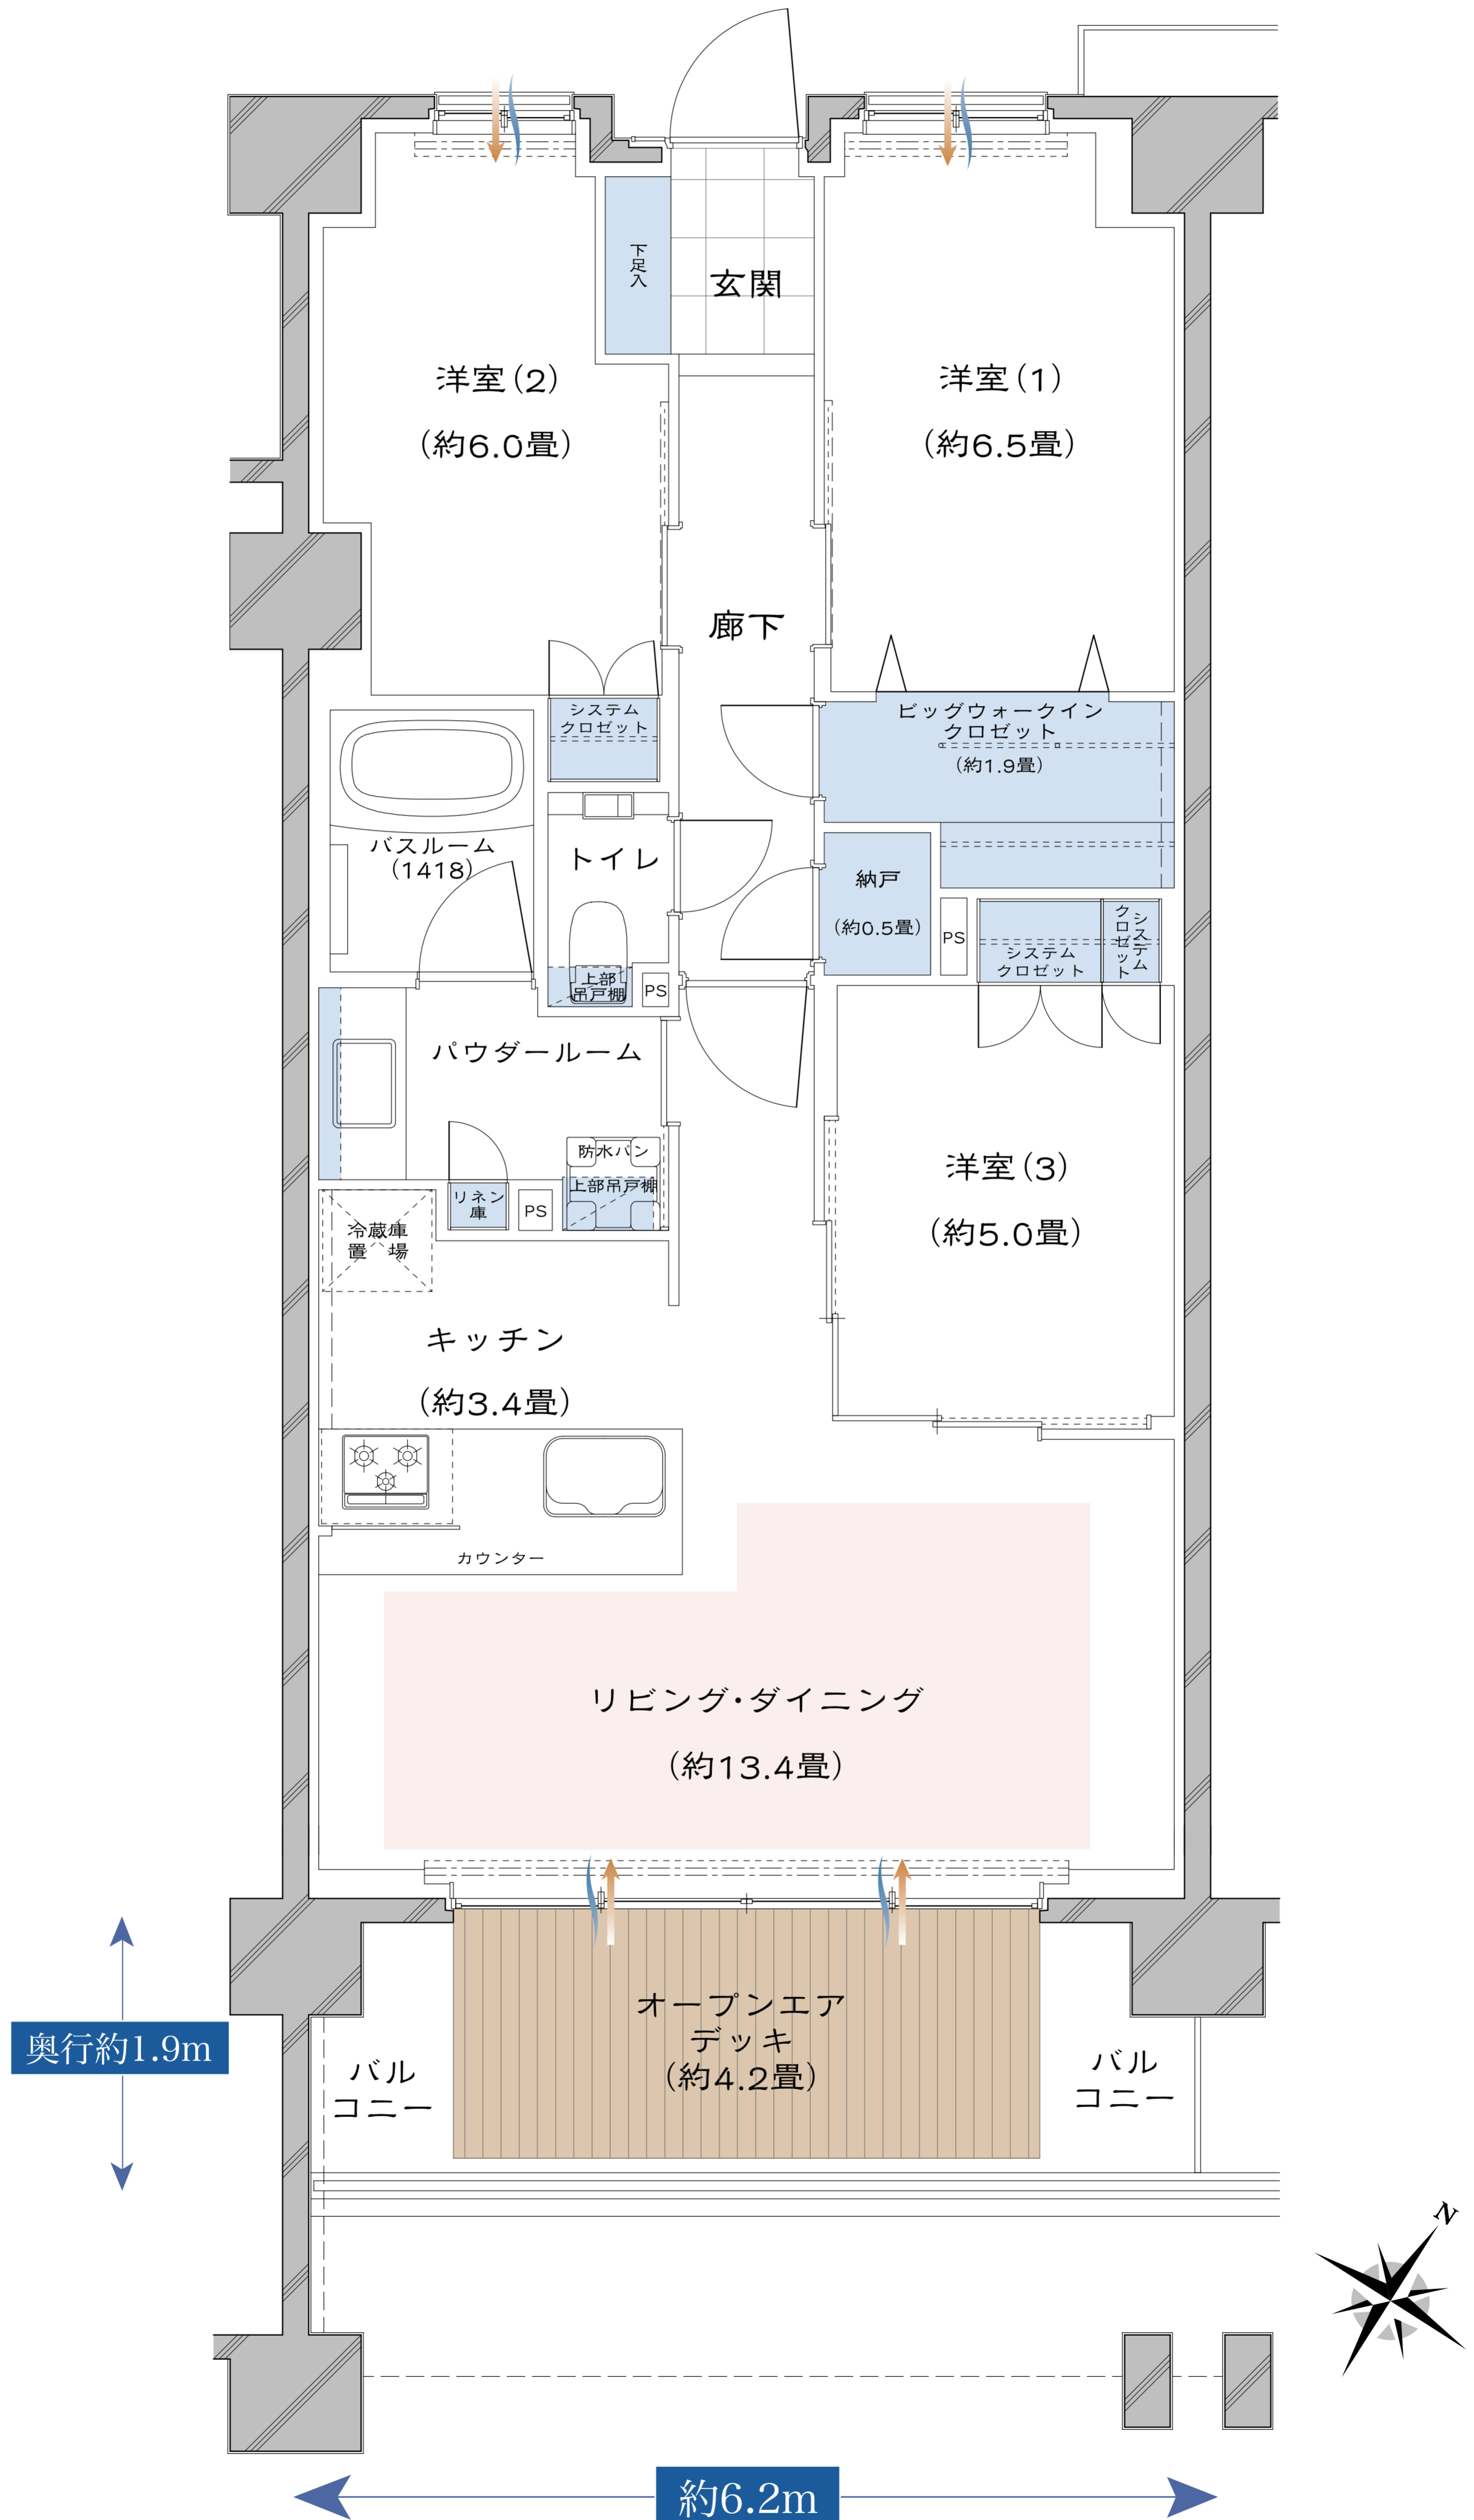 下足入
玄関
洋室(2)
(約6.0畳)
洋室(1)
(約6.5畳)
廊下
システム
クロゼット
ビッグウォークイン
クロゼット
(約1.9畳)
バスルーム
(1418)
トイレ
上部
吊戸棚
PS
納戸
(約0.5畳)
PS
システム
クロゼット
システム
クロゼット
パウダールーム
防水パン
上部吊戸棚
リネン
庫
PS
洋室(3)
(約5.0畳)
冷蔵庫
置 場
キッチン
(約3.4畳)
カウンター
リビング・ダイニング
(約13.4畳)
オープンエア
デッキ
(約4.2畳)
バル
コニー
バル
コニー
奥行約1.9m
N
約6.2m